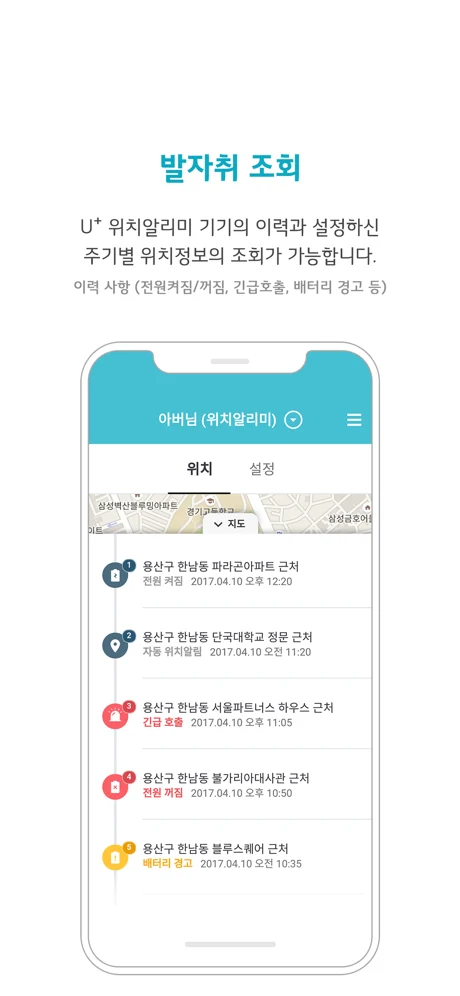 발자취 조회
U+ 위치알리미 기기의 이력과 설정하신
주기별 위치정보의 조회가 가능합니다.
이력 사항 (전원켜짐/꺼짐, 긴급호출, 배터리 경고 등)
아버님 (위치알리미)
위치 설정
삼성벽산블루밍아파트
경기고등학교
삼성금호어울
이트
지도
1
용산구 한남동 파라곤아파트 근처
전원 켜짐 2017.04.10 오후 12:20
2
용산구 한남동 단국대학교 정문 근처
자동 위치알림 2017.04.10 오전 11:20
3
용산구 한남동 서울파트너스 하우스 근처
긴급 호출 2017.04.10 오후 11:05
4
용산구 한남동 불가리아대사관 근처
전원 꺼짐 2017.04.10 오후 10:50
5
용산구 한남동 블루스퀘어 근처
배터리 경고 2017.04.10 오전 10:35